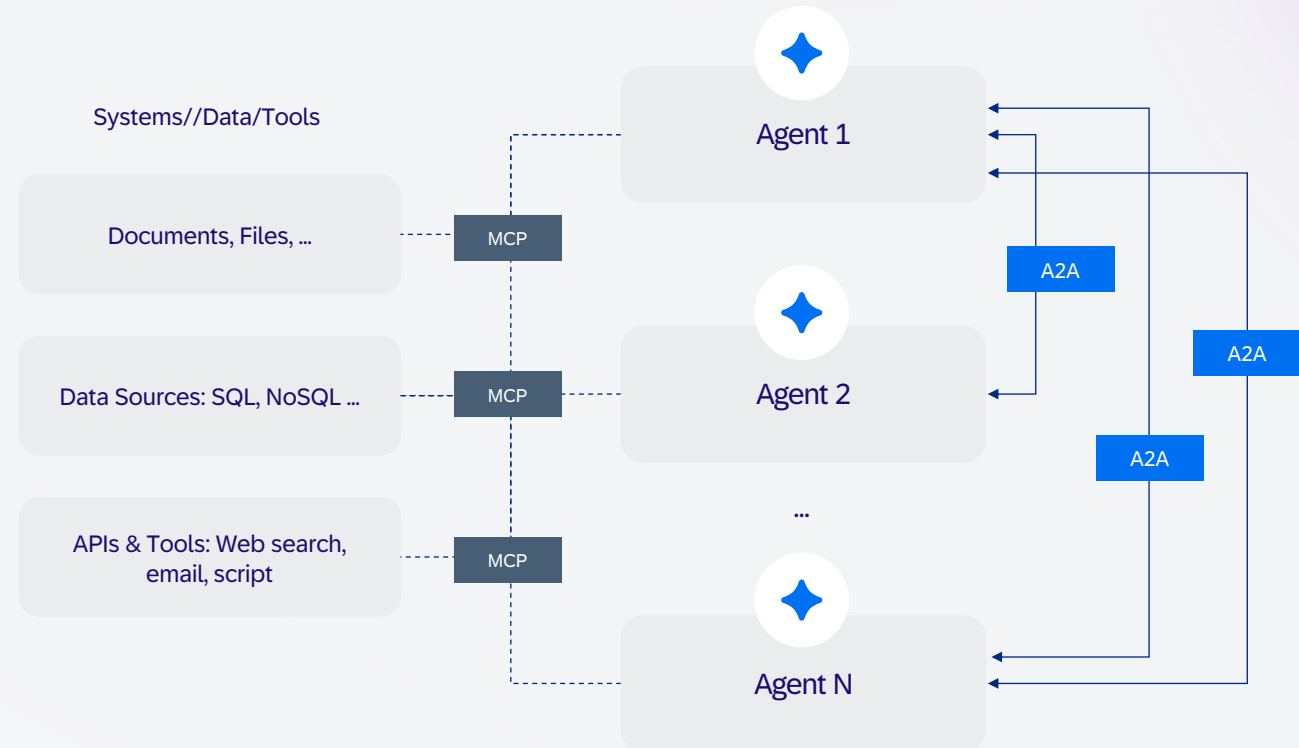 Systems//Data/Tools
Agent 1
Documents, Files, ...
MCP
A2A
A2A
Data Sources: SQL, NoSQL ...
MCP
Agent 2
A2A
...
APIs & Tools: Web search,
email, script
MCP
Agent N